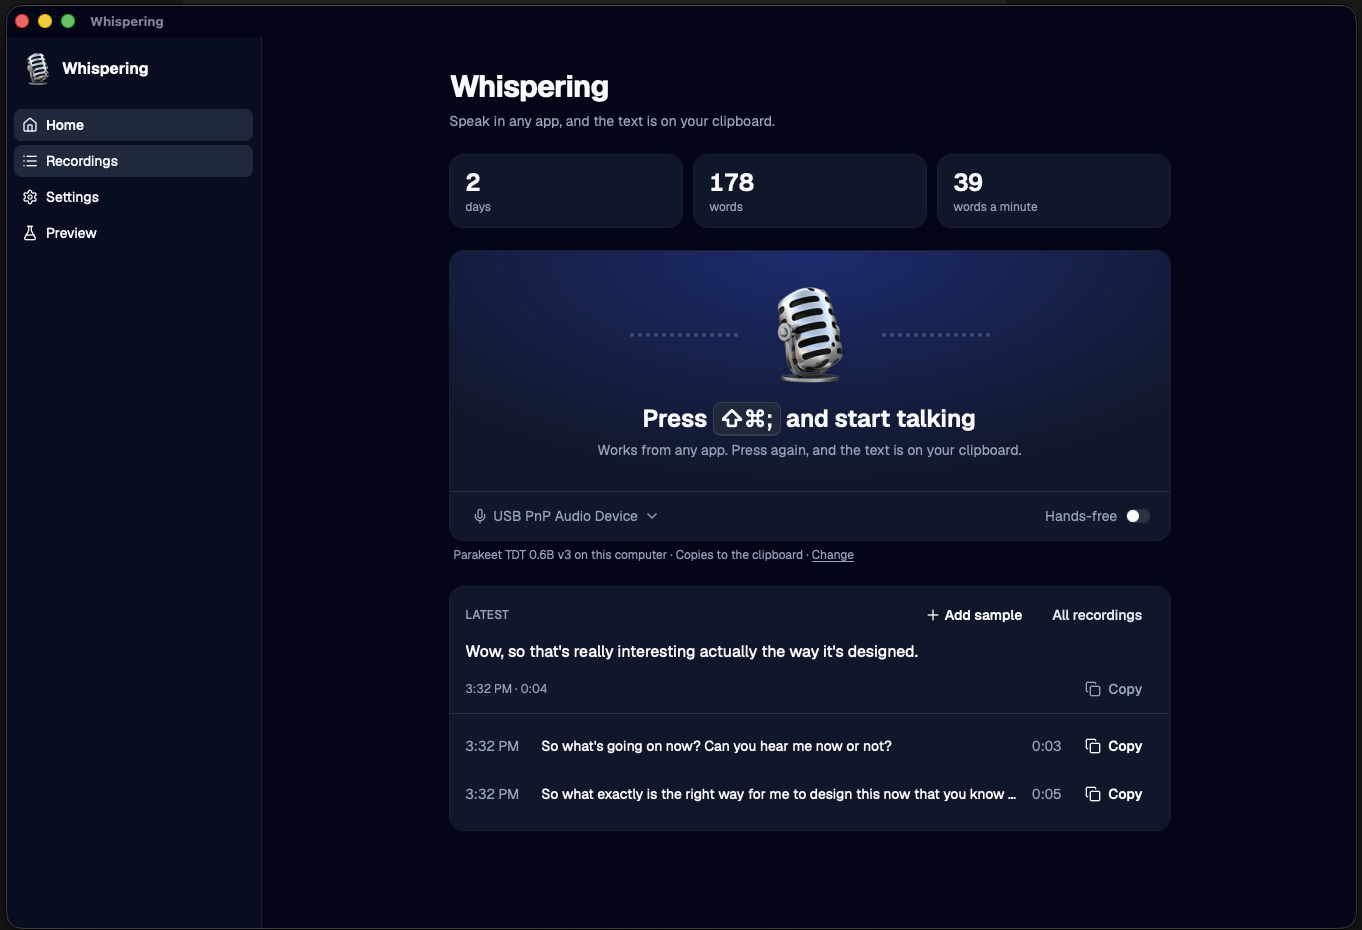 Whispering
Whispering
Home
Recordings
Settings
Preview
Whispering
Speak in any app, and the text is on your clipboard.
2
days
178
words
39
words a minute
Press ⇧⌘; and start talking
Works from any app. Press again, and the text is on your clipboard.
USB PnP Audio Device
Hands-free
Parakeet TDT 0.6B v3 on this computer · Copies to the clipboard · Change
LATEST
+ Add sample
All recordings
Wow, so that's really interesting actually the way it's designed.
3:32 PM · 0:04
Copy
3:32 PM So what's going on now? Can you hear me now or not? 0:03 Copy
3:32 PM So what exactly is the right way for me to design this now that you know ... 0:05 Copy